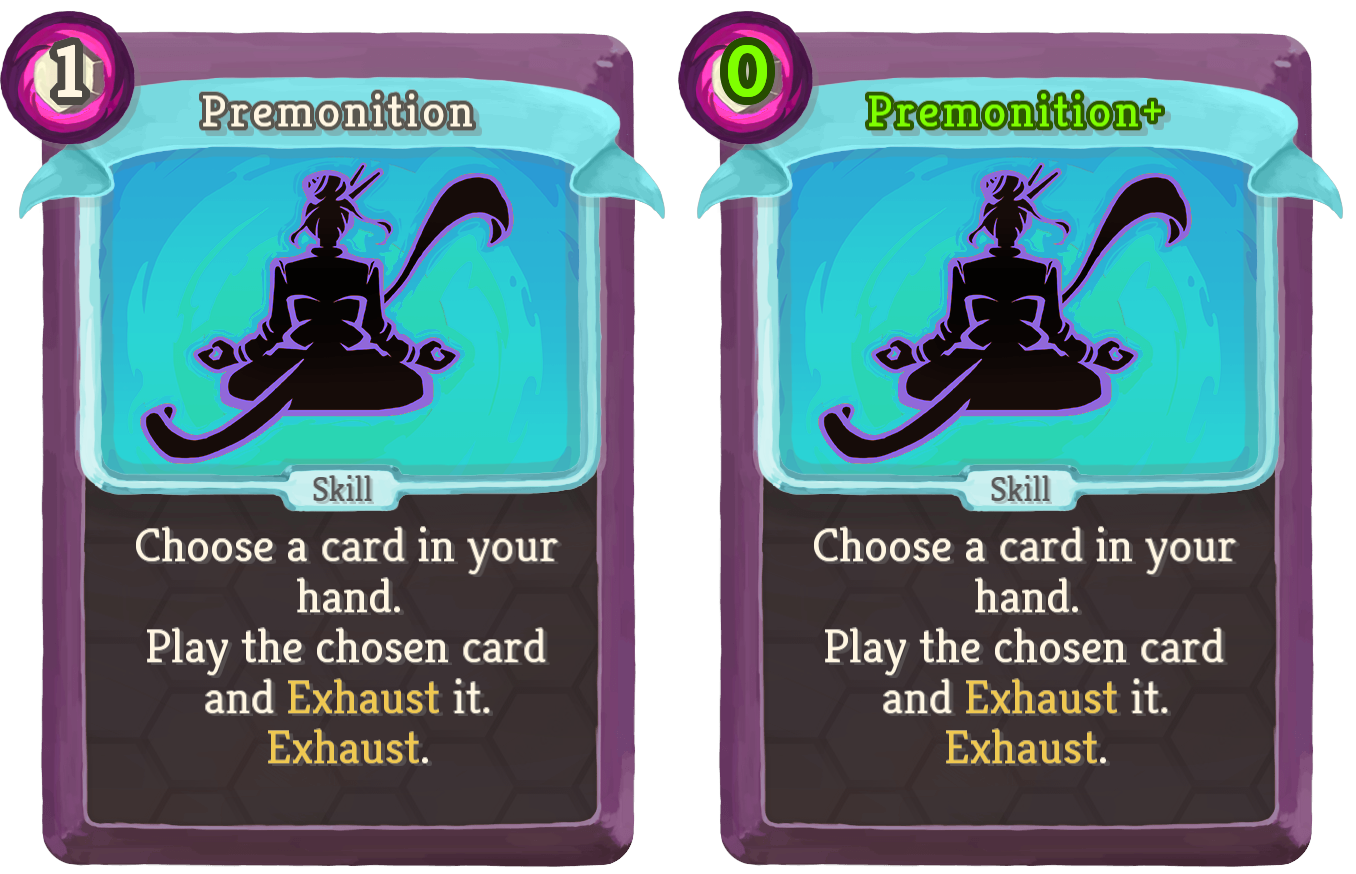 1
Premonition
Skill
Choose a card in your
hand.
Play the chosen card
and Exhaust it.
Exhaust.
0
Premonition+
Skill
Choose a card in your
hand.
Play the chosen card
and Exhaust it.
Exhaust.